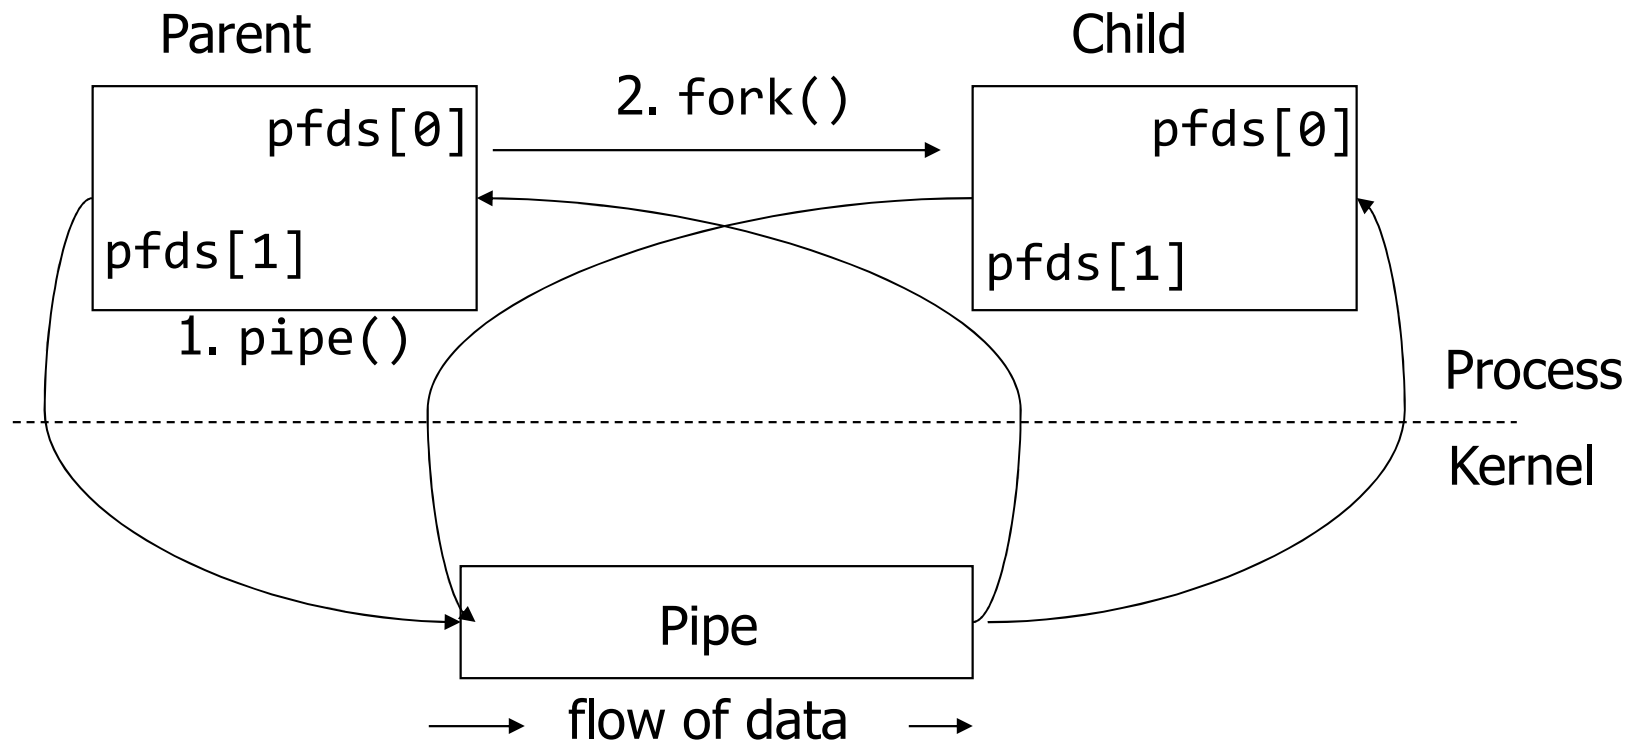 Parent
Child
2. fork()
pfds[0]
pfds[0]
pfds[1]
pfds[1]
1. pipe()
Process
Kernel
Pipe
flow of data